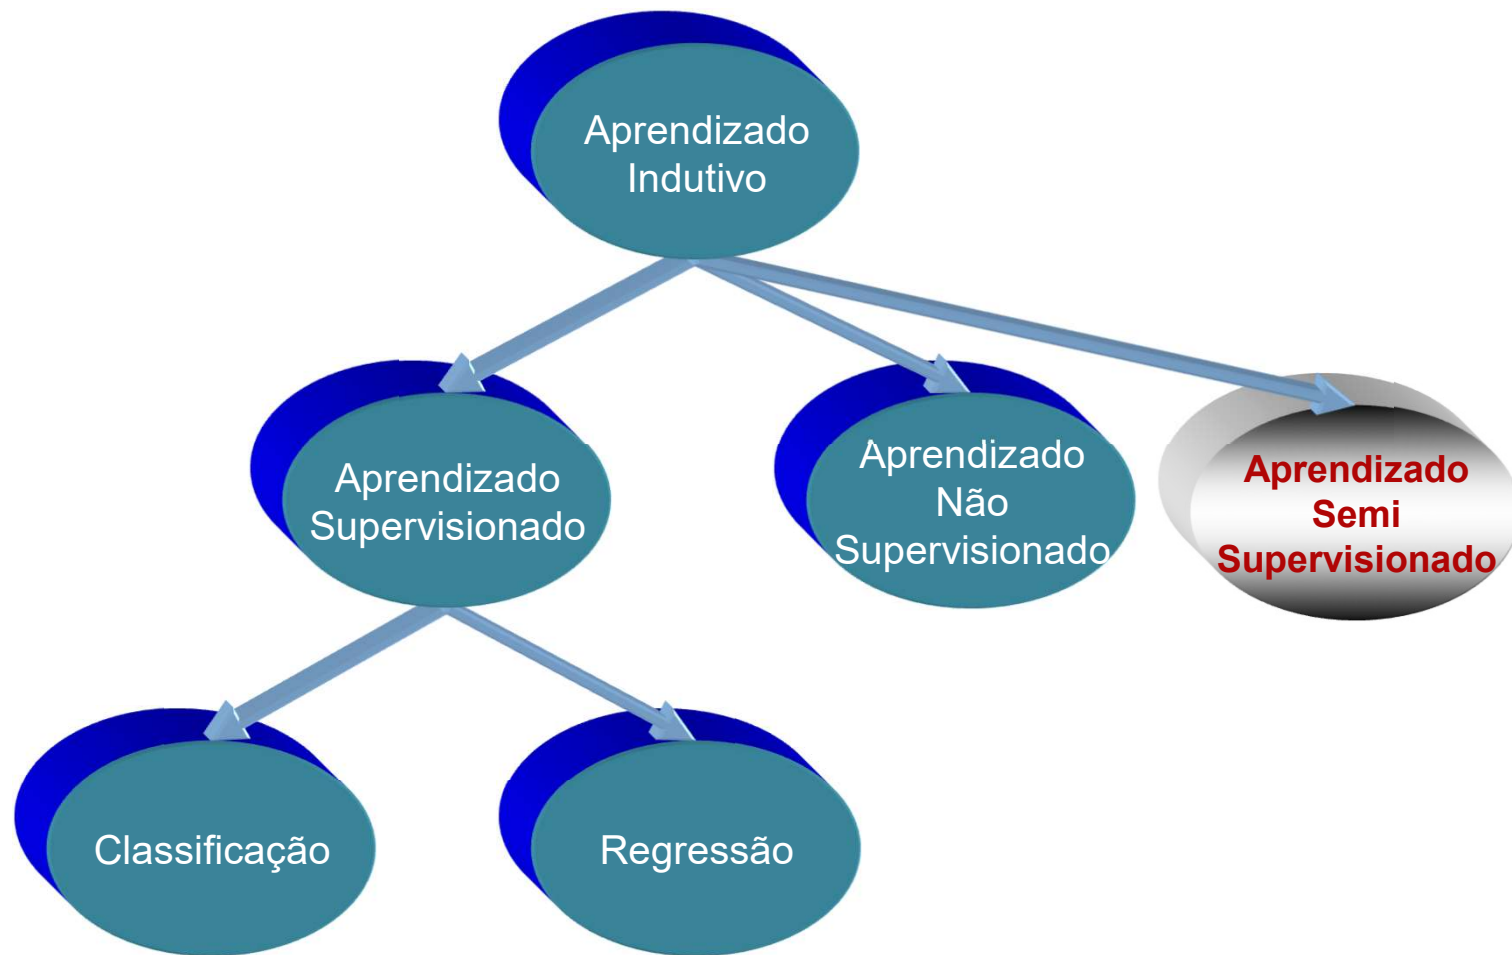 Aprendizado
Indutivo
Aprendizado
Supervisionado
Aprendizado
Não
Supervisionado
Aprendizado
Semi
Supervisionado
Classificação
Regressão